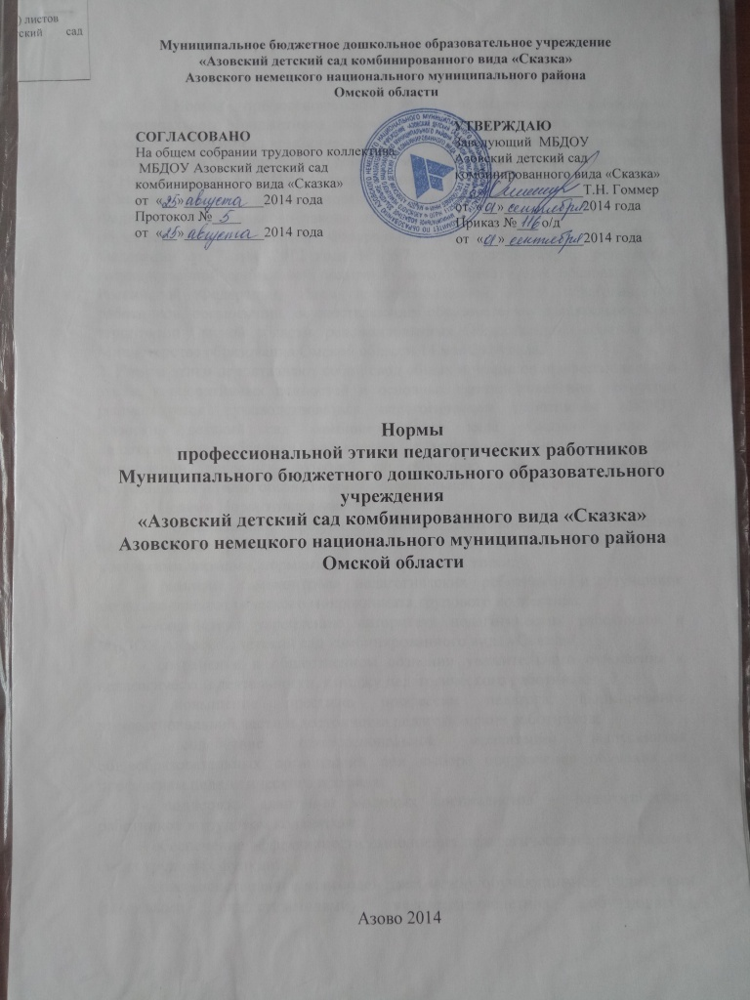 ) листов
ский сад
Муниципальное бюджетное дошкольное образовательное учреждение
«Азовский детский сад комбинированного вида «Сказка»
Азовского немецкого национального муниципального района
Омской области
СОГЛАСОВАНО
На общем собрании трудового коллектива
МБДОУ Азовский детский сад
комбинированного вида «Сказка»
от «25» августа 2014 года
Протокол № 5
от «25» августа 2014 года
УТВЕРЖДАЮ
Заведующий МБДОУ
Азовский детский сад
комбинированного вида «Сказка»
Т.Н. Гоммер
от «01» сентября 2014 года
Приказ № 116 о/д
от «01» сентября 2014 года
Нормы
профессиональной этики педагогических работников
Муниципального бюджетного дошкольного образовательного
учреждения
«Азовский детский сад комбинированного вида «Сказка»
Азовского немецкого национального муниципального района
Омской области
Азово 2014